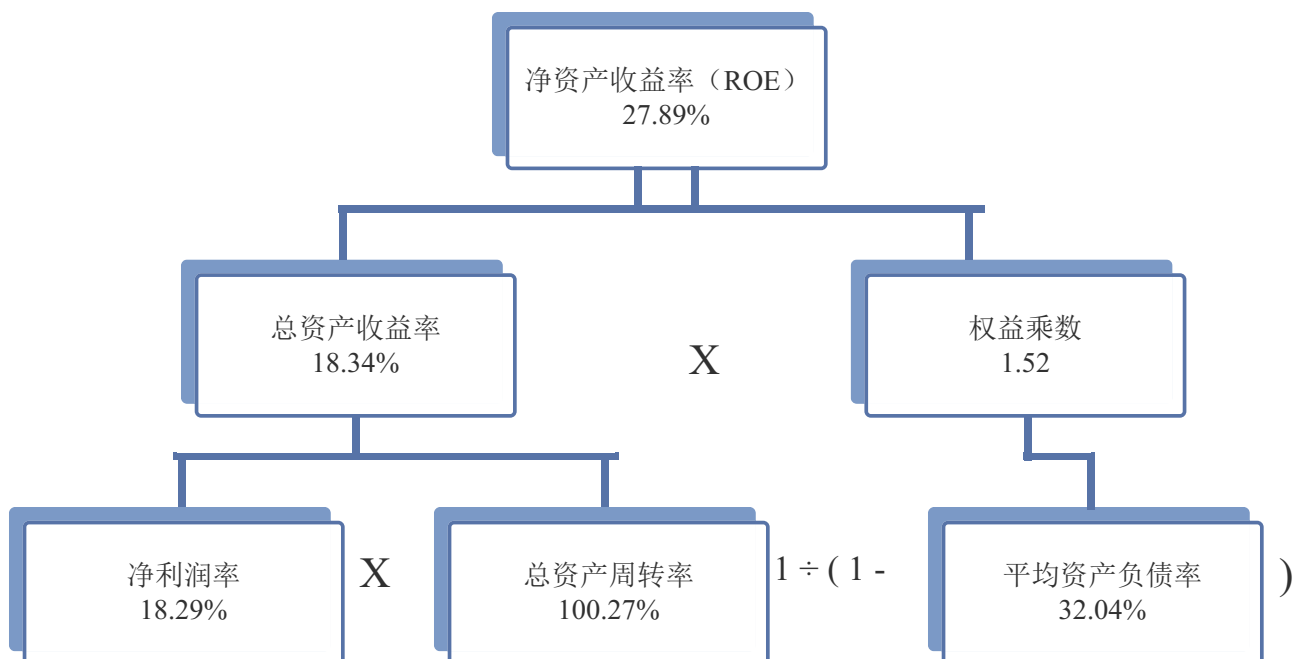 净资产收益率（ROE）
27.89%
总资产收益率
18.34%
X
权益乘数
1.52
净利润率
18.29%
X
总资产周转率
100.27%
1 ÷ ( 1 -
平均资产负债率
32.04%
)